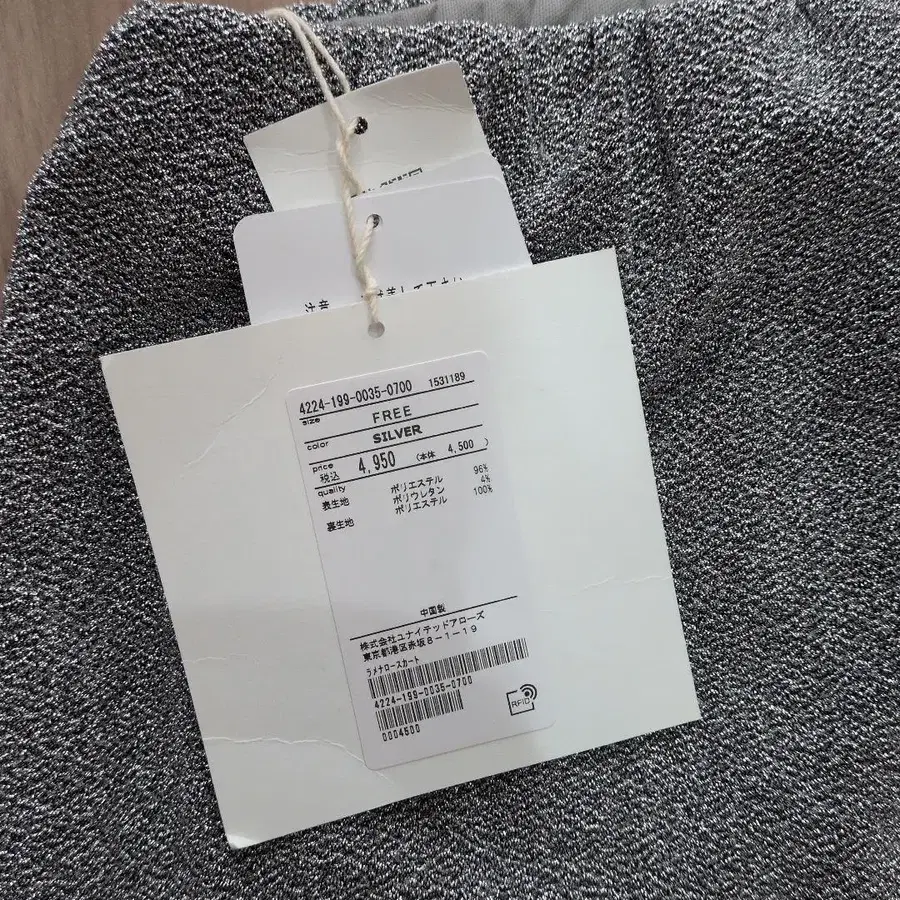 4224-199-0035-0700 1531189
size FREE
color SILVER
price
税込 4,950 (本体 4,500 )
quality
表生地 ポリエステル 96%
ポリウレタン 4%
裏生地 ポリエステル 100%
中国製
株式会社ユナイテッドアローズ
東京都港区赤坂8-1-19
ラメナロースカート
4224-199-0035-0700
0004500
RFID